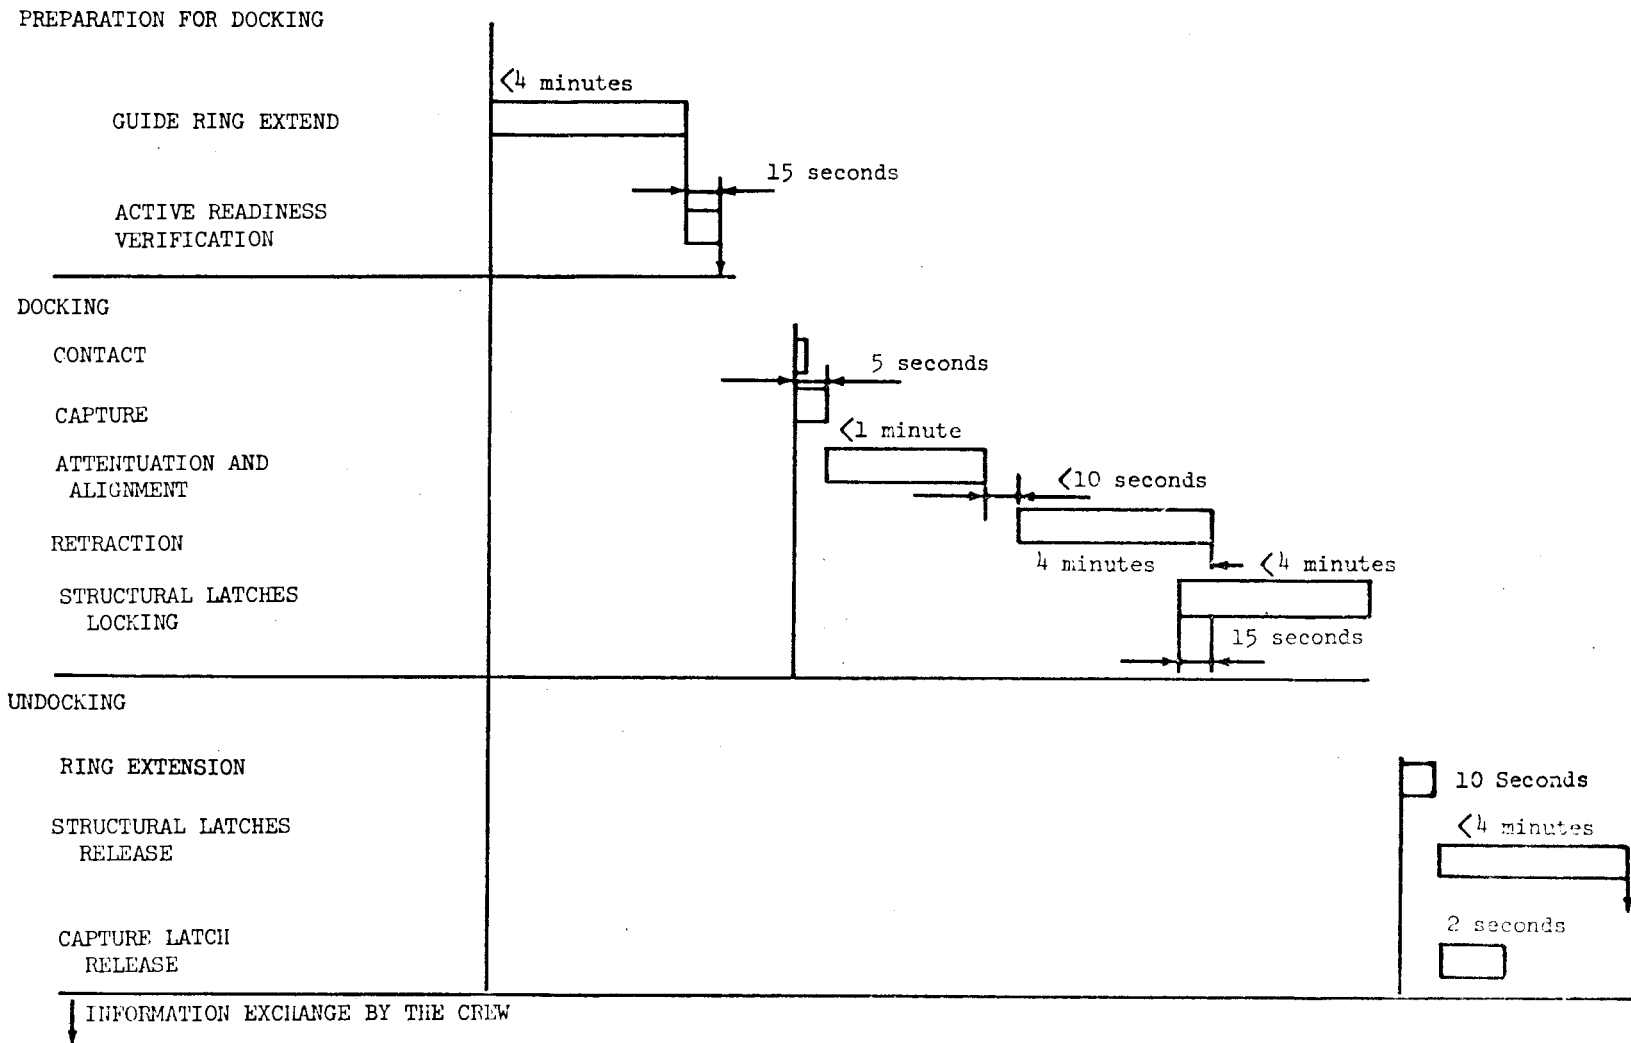 PREPARATION FOR DOCKING
<4 minutes
GUIDE RING EXTEND
15 seconds
ACTIVE READINESS
VERIFICATION
DOCKING
CONTACT
5 seconds
CAPTURE
<1 minute
ATTENTUATION AND
ALIGNMENT
<10 seconds
RETRACTION
4 minutes
<4 minutes
STRUCTURAL LATCHES
LOCKING
15 seconds
UNDOCKING
RING EXTENSION
10 Seconds
STRUCTURAL LATCHES
RELEASE
<4 minutes
CAPTURE LATCH
RELEASE
2 seconds
INFORMATION EXCHANGE BY THE CREW